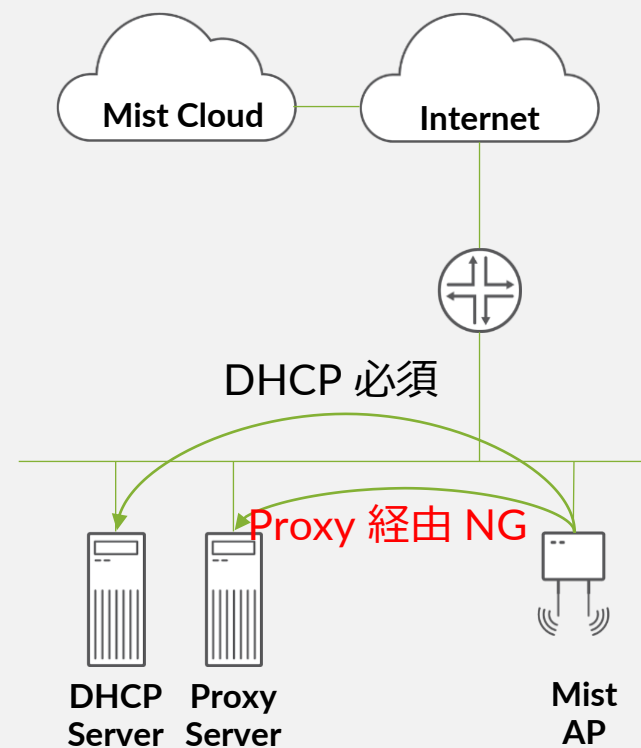 Mist Cloud
Internet
DHCP 必須
Proxy 経由 NG
DHCP
Server
Proxy
Server
Mist
AP